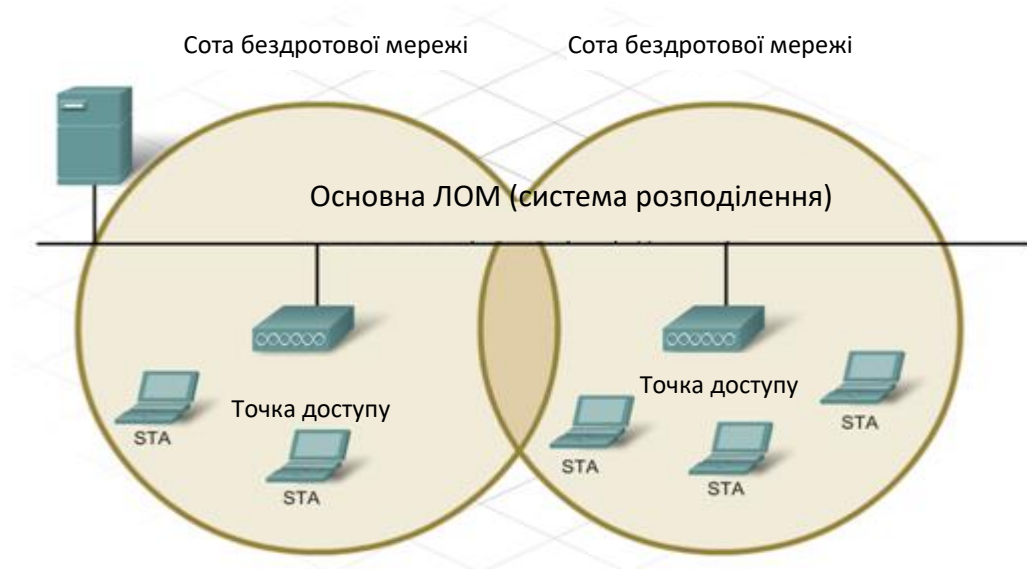 Сота бездротової мережі
Сота бездротової мережі
Основна ЛОМ (система розподілення)
Точка доступу
Точка доступу
STA
STA
STA
STA
STA